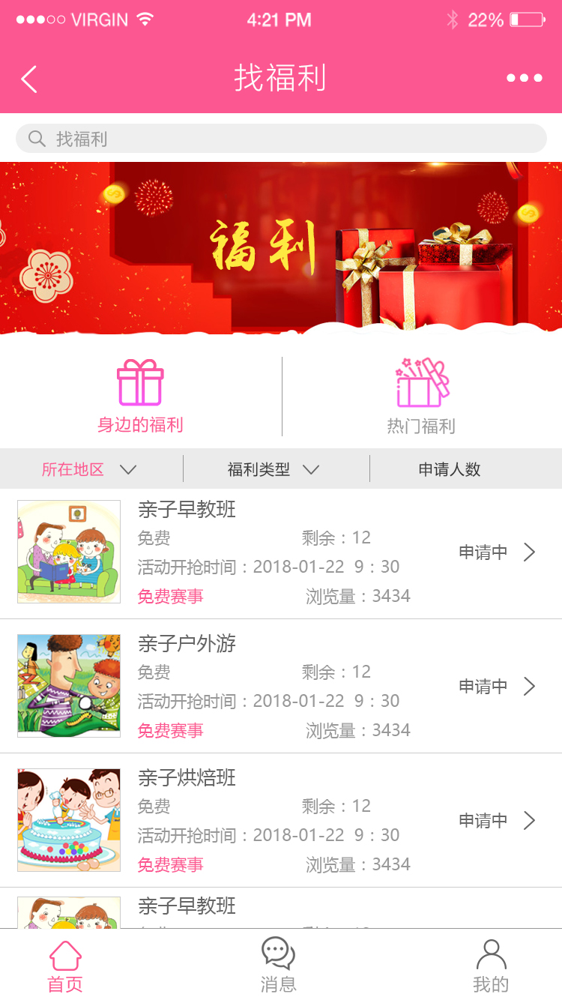 VIRGIN 4:21 PM 22%
找福利
找福利
福利
身边的福利 热门福利
所在地区 福利类型 申请人数
亲子早教班
免费 剩余：12
申请中
活动开抢时间：2018-01-22 9：30
免费赛事 浏览量：3434
亲子户外游
免费 剩余：12
申请中
活动开抢时间：2018-01-22 9：30
免费赛事 浏览量：3434
亲子烘焙班
免费 剩余：12
申请中
活动开抢时间：2018-01-22 9：30
免费赛事 浏览量：3434
亲子早教班
首页 消息 我的